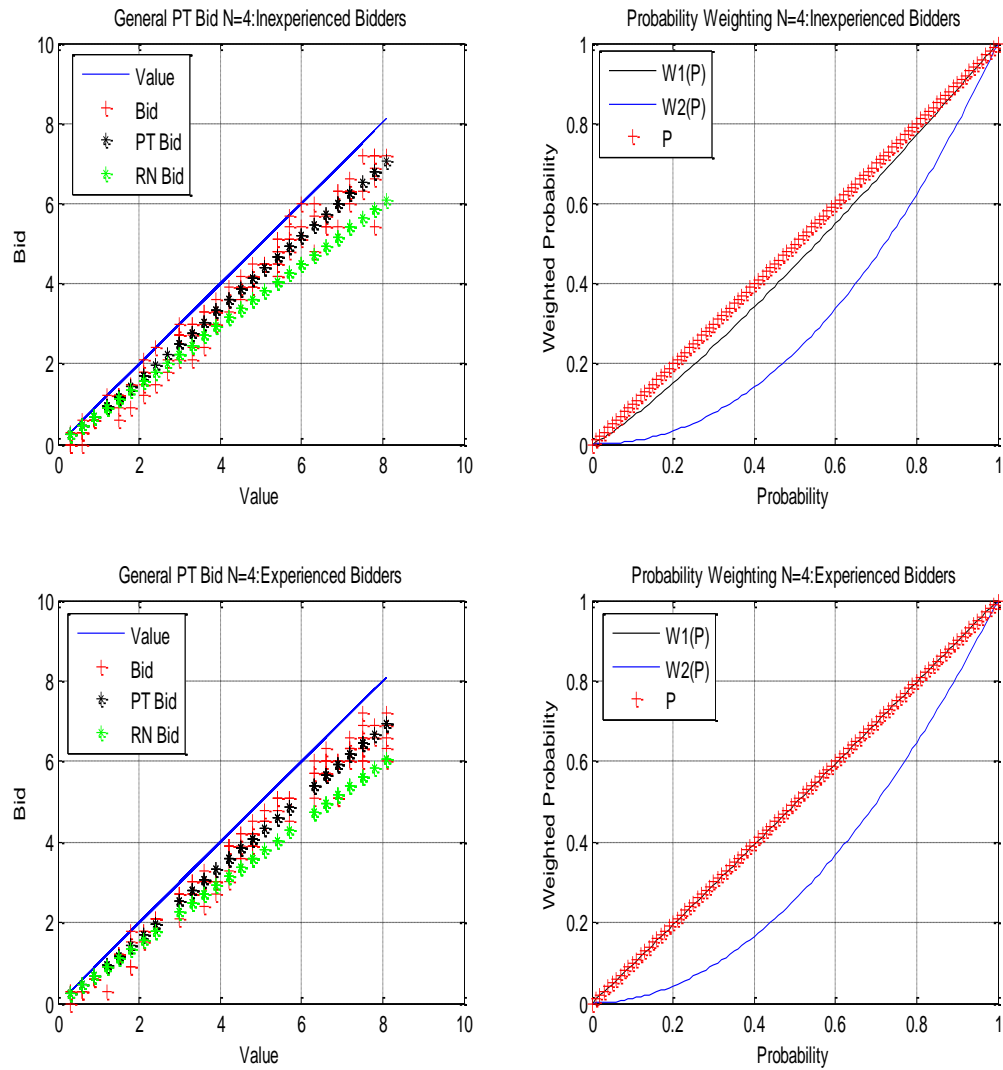 General PT Bid N=4:Inexperienced Bidders
10
8
6
4
2
0
Bid
Value
Bid
PT Bid
RN Bid
0 2 4 6 8 10
Value
Probability Weighting N=4:Inexperienced Bidders
1
0.8
0.6
0.4
0.2
0
Weighted Probability
W1(P)
W2(P)
P
0 0.2 0.4 0.6 0.8 1
Probability
General PT Bid N=4:Experienced Bidders
10
8
6
4
2
0
Bid
Value
Bid
PT Bid
RN Bid
0 2 4 6 8 10
Value
Probability Weighting N=4:Experienced Bidders
1
0.8
0.6
0.4
0.2
0
Weighted Probability
W1(P)
W2(P)
P
0 0.2 0.4 0.6 0.8 1
Probability